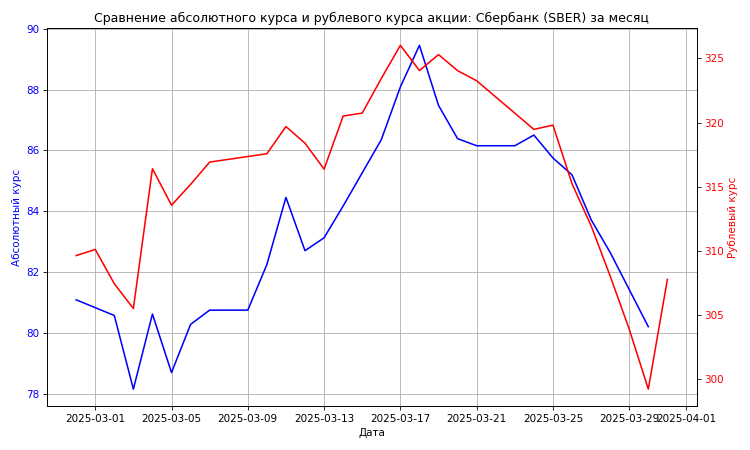 Сравнение абсолютного курса и рублевого курса акции: Сбербанк (SBER) за месяц
90
88
86
84
82
80
78
Абсолютный курс
325
320
315
310
305
300
Рублевый курс
2025-03-01 2025-03-05 2025-03-09 2025-03-13 2025-03-17 2025-03-21 2025-03-25 2025-03-29 2025-04-01
Дата